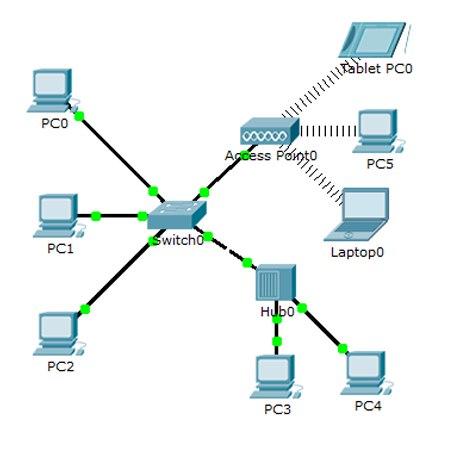 Tablet PC0
PC0
Access Point0
PC5
PC1
Switch0
Laptop0
Hub0
PC2
PC3
PC4